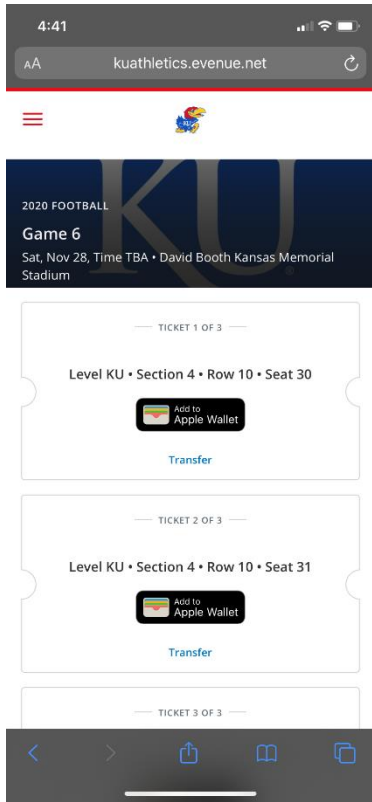 4:41
AA kuathletics.evenue.net
KU
KU
2020 FOOTBALL
Game 6
Sat, Nov 28, Time TBA • David Booth Kansas Memorial
Stadium
TICKET 1 OF 3
Level KU • Section 4 • Row 10 • Seat 30
Add to
Apple Wallet
Transfer
TICKET 2 OF 3
Level KU • Section 4 • Row 10 • Seat 31
Add to
Apple Wallet
Transfer
TICKET 3 OF 3